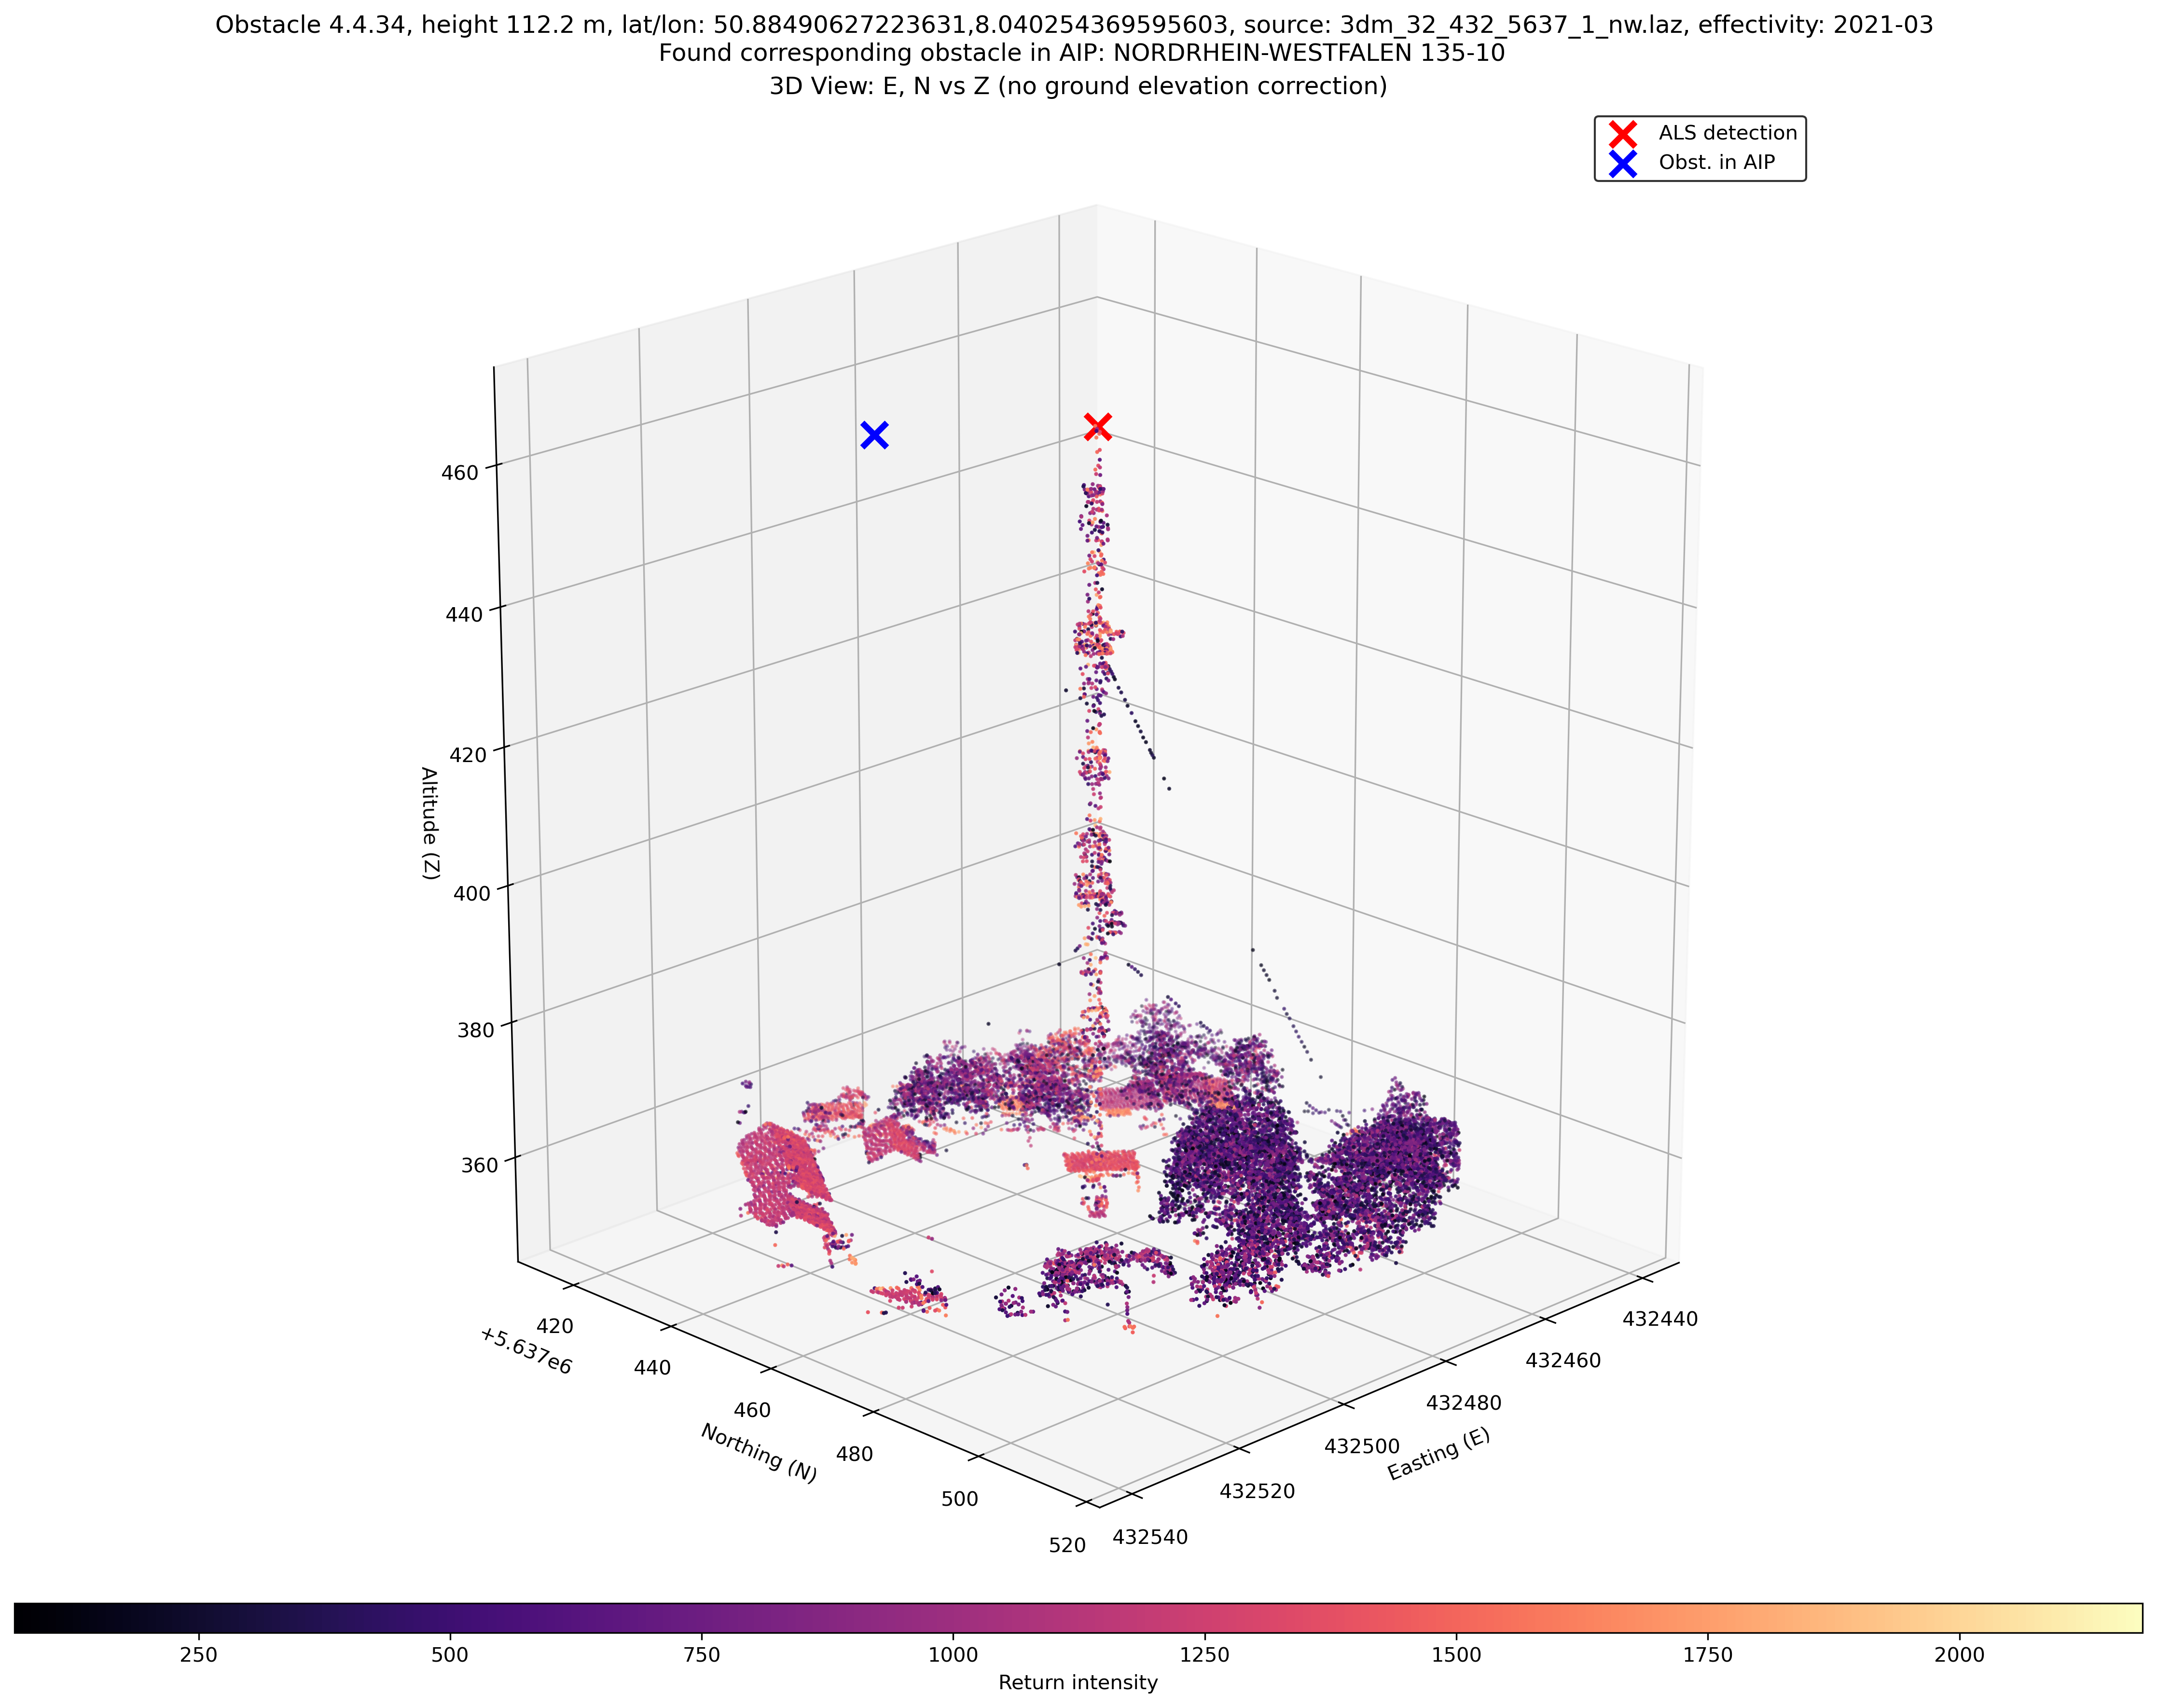 Obstacle 4.4.34, height 112.2 m, lat/lon: 50.88490627223631,8.040254369595603, source: 3dm_32_432_5637_1_nw.laz, effectivity: 2021-03
Found corresponding obstacle in AIP: NORDRHEIN-WESTFALEN 135-10
3D View: E, N vs Z (no ground elevation correction)
ALS detection
Obst. in AIP
460
440
420
400
380
360
Altitude (Z)
420
440
460
480
500
520
+5.637e6
Northing (N)
432440
432460
432480
432500
432520
432540
Easting (E)
250
500
750
1000
1250
1500
1750
2000
Return intensity